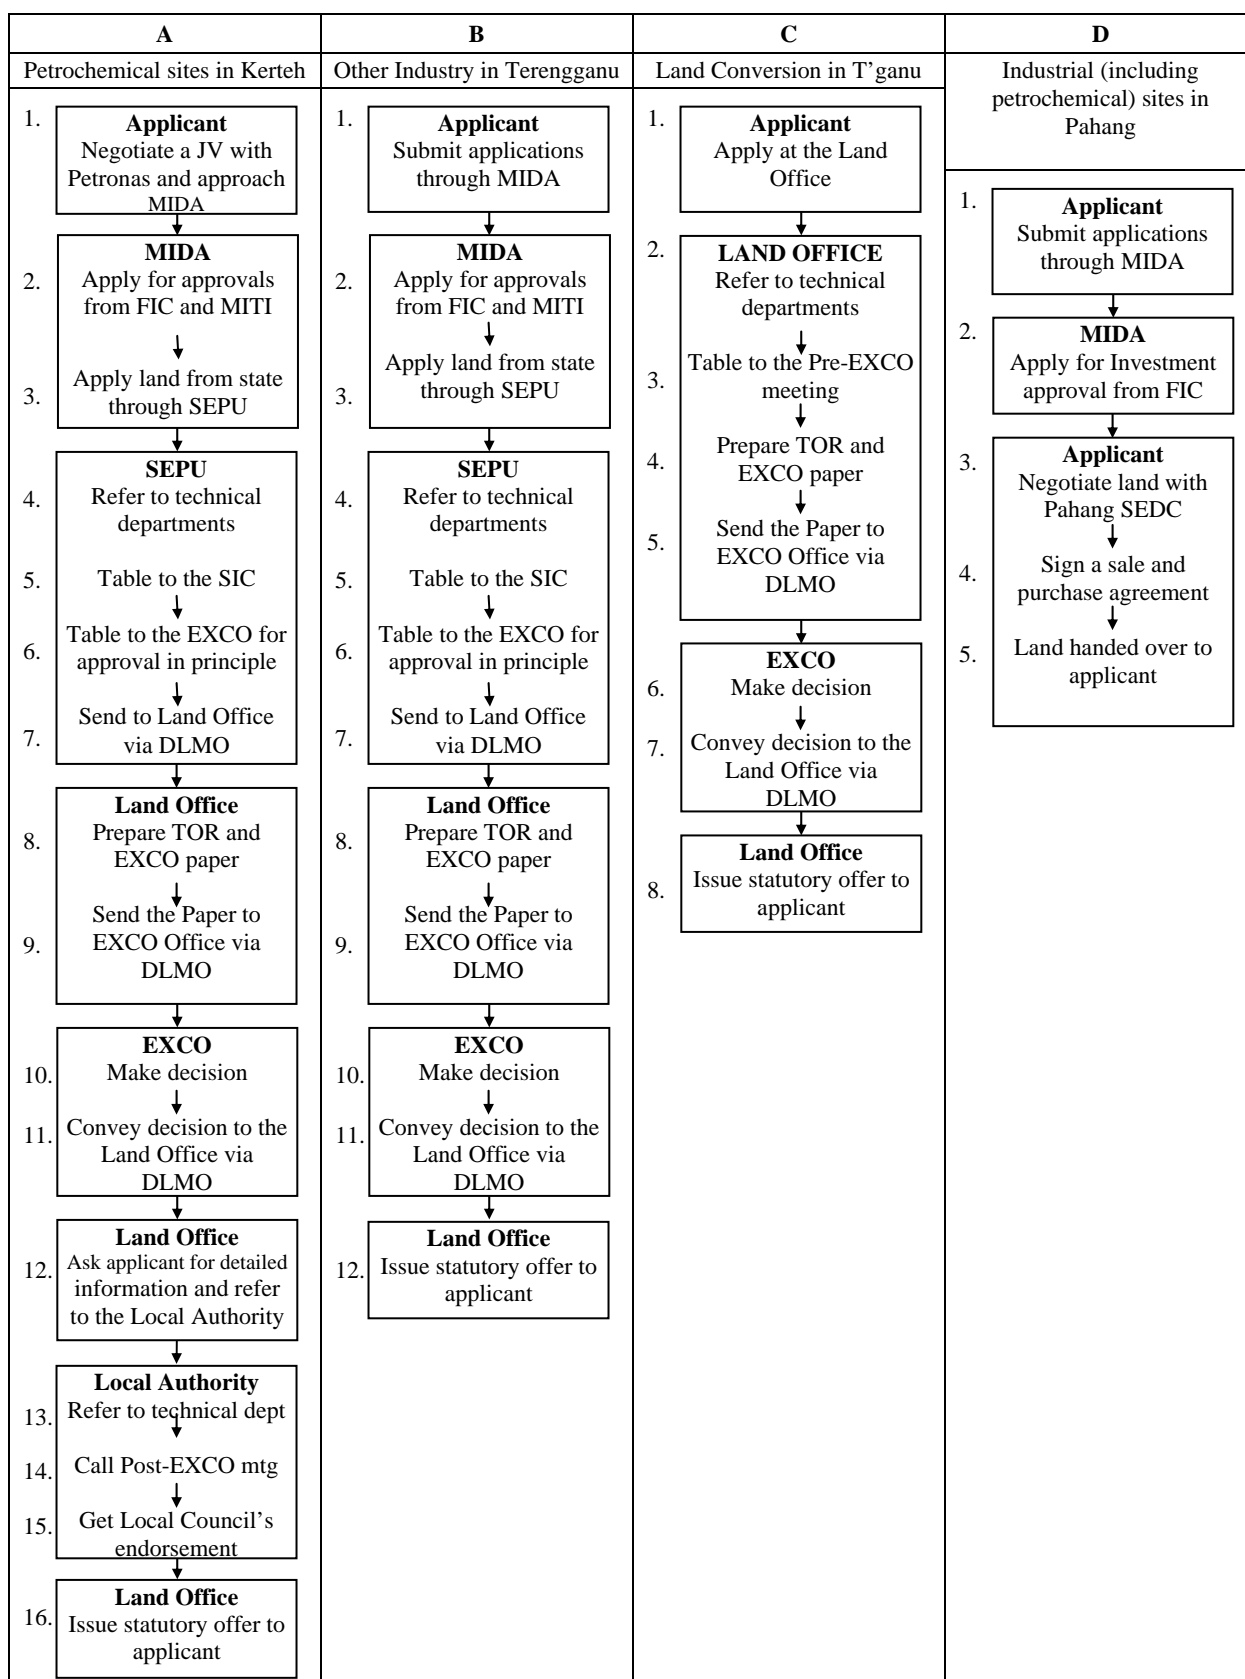 A
Petrochemical sites in Kerteh
1.
Applicant
Negotiate a JV with
Petronas and approach
MIDA
2.
MIDA
Apply for approvals
from FIC and MITI
3.
Apply land from state
through SEPU
SEPU
4.
Refer to technical
departments
5.
Table to the SIC
6.
Table to the EXCO for
approval in principle
7.
Send to Land Office
via DLMO
Land Office
8.
Prepare TOR and
EXCO paper
9.
Send the Paper to
EXCO Office via
DLMO
EXCO
10.
Make decision
11.
Convey decision to the
Land Office via
DLMO
Land Office
12.
Ask applicant for detailed
information and refer
to the Local Authority
Local Authority
13.
Refer to technical dept
14.
Call Post-EXCO mtg
15.
Get Local Council’s
endorsement
Land Office
16.
Issue statutory offer to
applicant
B
Other Industry in Terengganu
1.
Applicant
Submit applications
through MIDA
MIDA
2.
Apply for approvals
from FIC and MITI
3.
Apply land from state
through SEPU
SEPU
4.
Refer to technical
departments
5.
Table to the SIC
6.
Table to the EXCO for
approval in principle
7.
Send to Land Office
via DLMO
Land Office
8.
Prepare TOR and
EXCO paper
9.
Send the Paper to
EXCO Office via
DLMO
EXCO
10.
Make decision
11.
Convey decision to the
Land Office via
DLMO
Land Office
12.
Issue statutory offer to
applicant
C
Land Conversion in T’ganu
1.
Applicant
Apply at the Land
Office
2.
LAND OFFICE
Refer to technical
departments
3.
Table to the Pre-EXCO
meeting
4.
Prepare TOR and
EXCO paper
5.
Send the Paper to
EXCO Office via
DLMO
EXCO
6.
Make decision
7.
Convey decision to the
Land Office via
DLMO
Land Office
8.
Issue statutory offer to
applicant
D
Industrial (including
petrochemical) sites in
Pahang
1.
Applicant
Submit applications
through MIDA
2.
MIDA
Apply for Investment
approval from FIC
3.
Applicant
Negotiate land with
Pahang SEDC
4.
Sign a sale and
purchase agreement
5.
Land handed over to
applicant